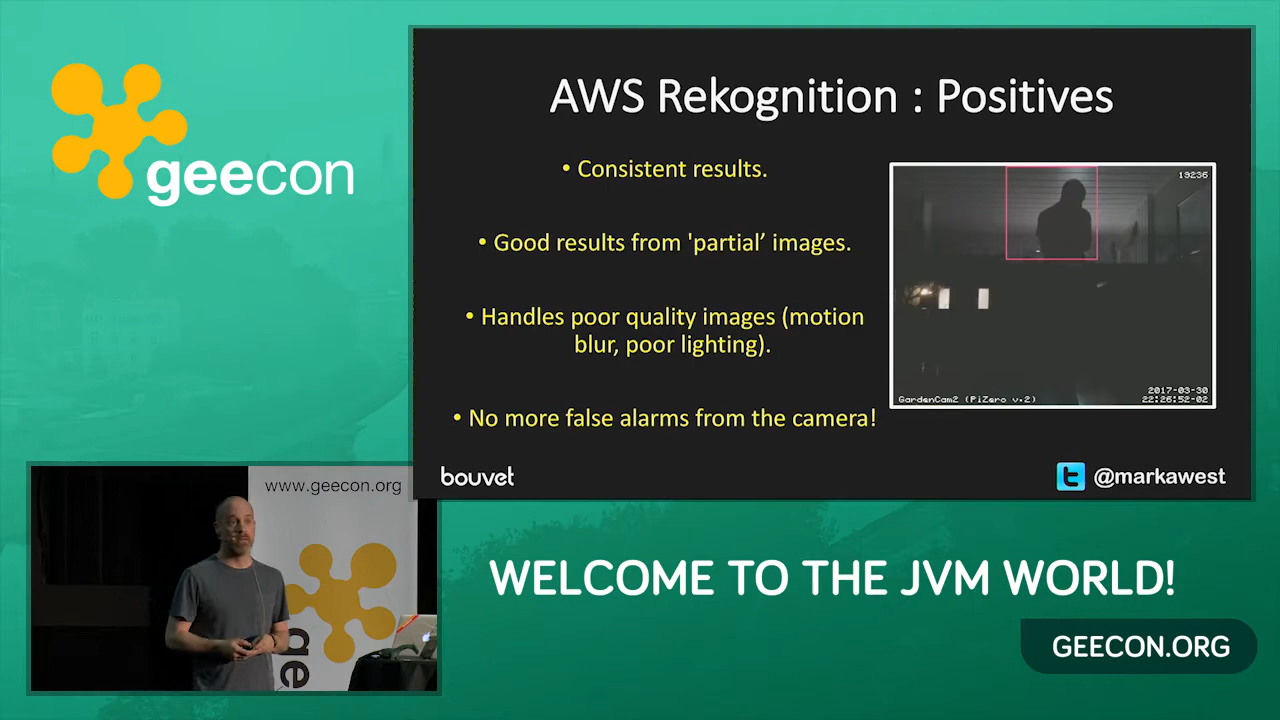 geecon
AWS Rekognition : Positives
• Consistent results.
• Good results from 'partial’ images.
• Handles poor quality images (motion
blur, poor lighting).
• No more false alarms from the camera!
19236
GardenCam2 (PiZero v.2)
2017-03-30
22:26:52-02
bouvet
@markawest
www.geecon.org
gee
WELCOME TO THE JVM WORLD!
GEECON.ORG